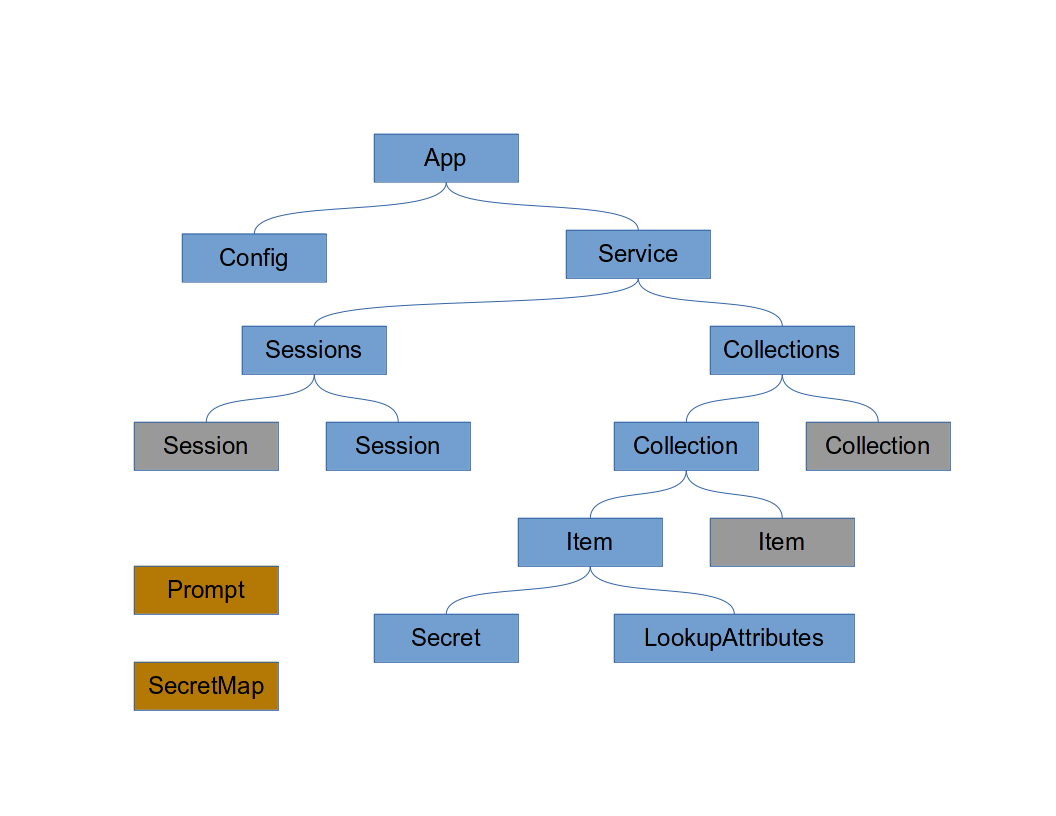 App
Config
Service
Sessions
Collections
Session
Session
Collection
Collection
Item
Item
Prompt
Secret
LookupAttributes
SecretMap